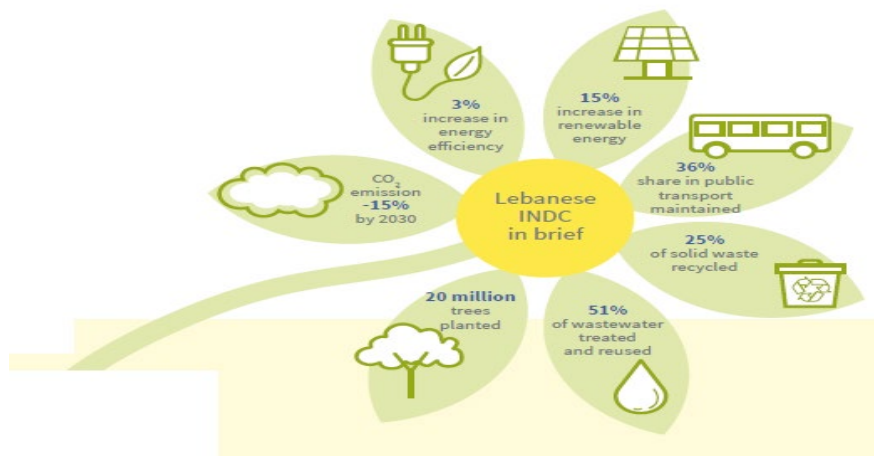 Lebanese
INDC
in brief
3%
increase in
energy
efficiency
15%
increase in
renewable
energy
36%
share in public
transport
maintained
25%
of solid waste
recycled
51%
of wastewater
treated
and reused
20 million
trees
planted
CO₂
emission
-15%
by 2030